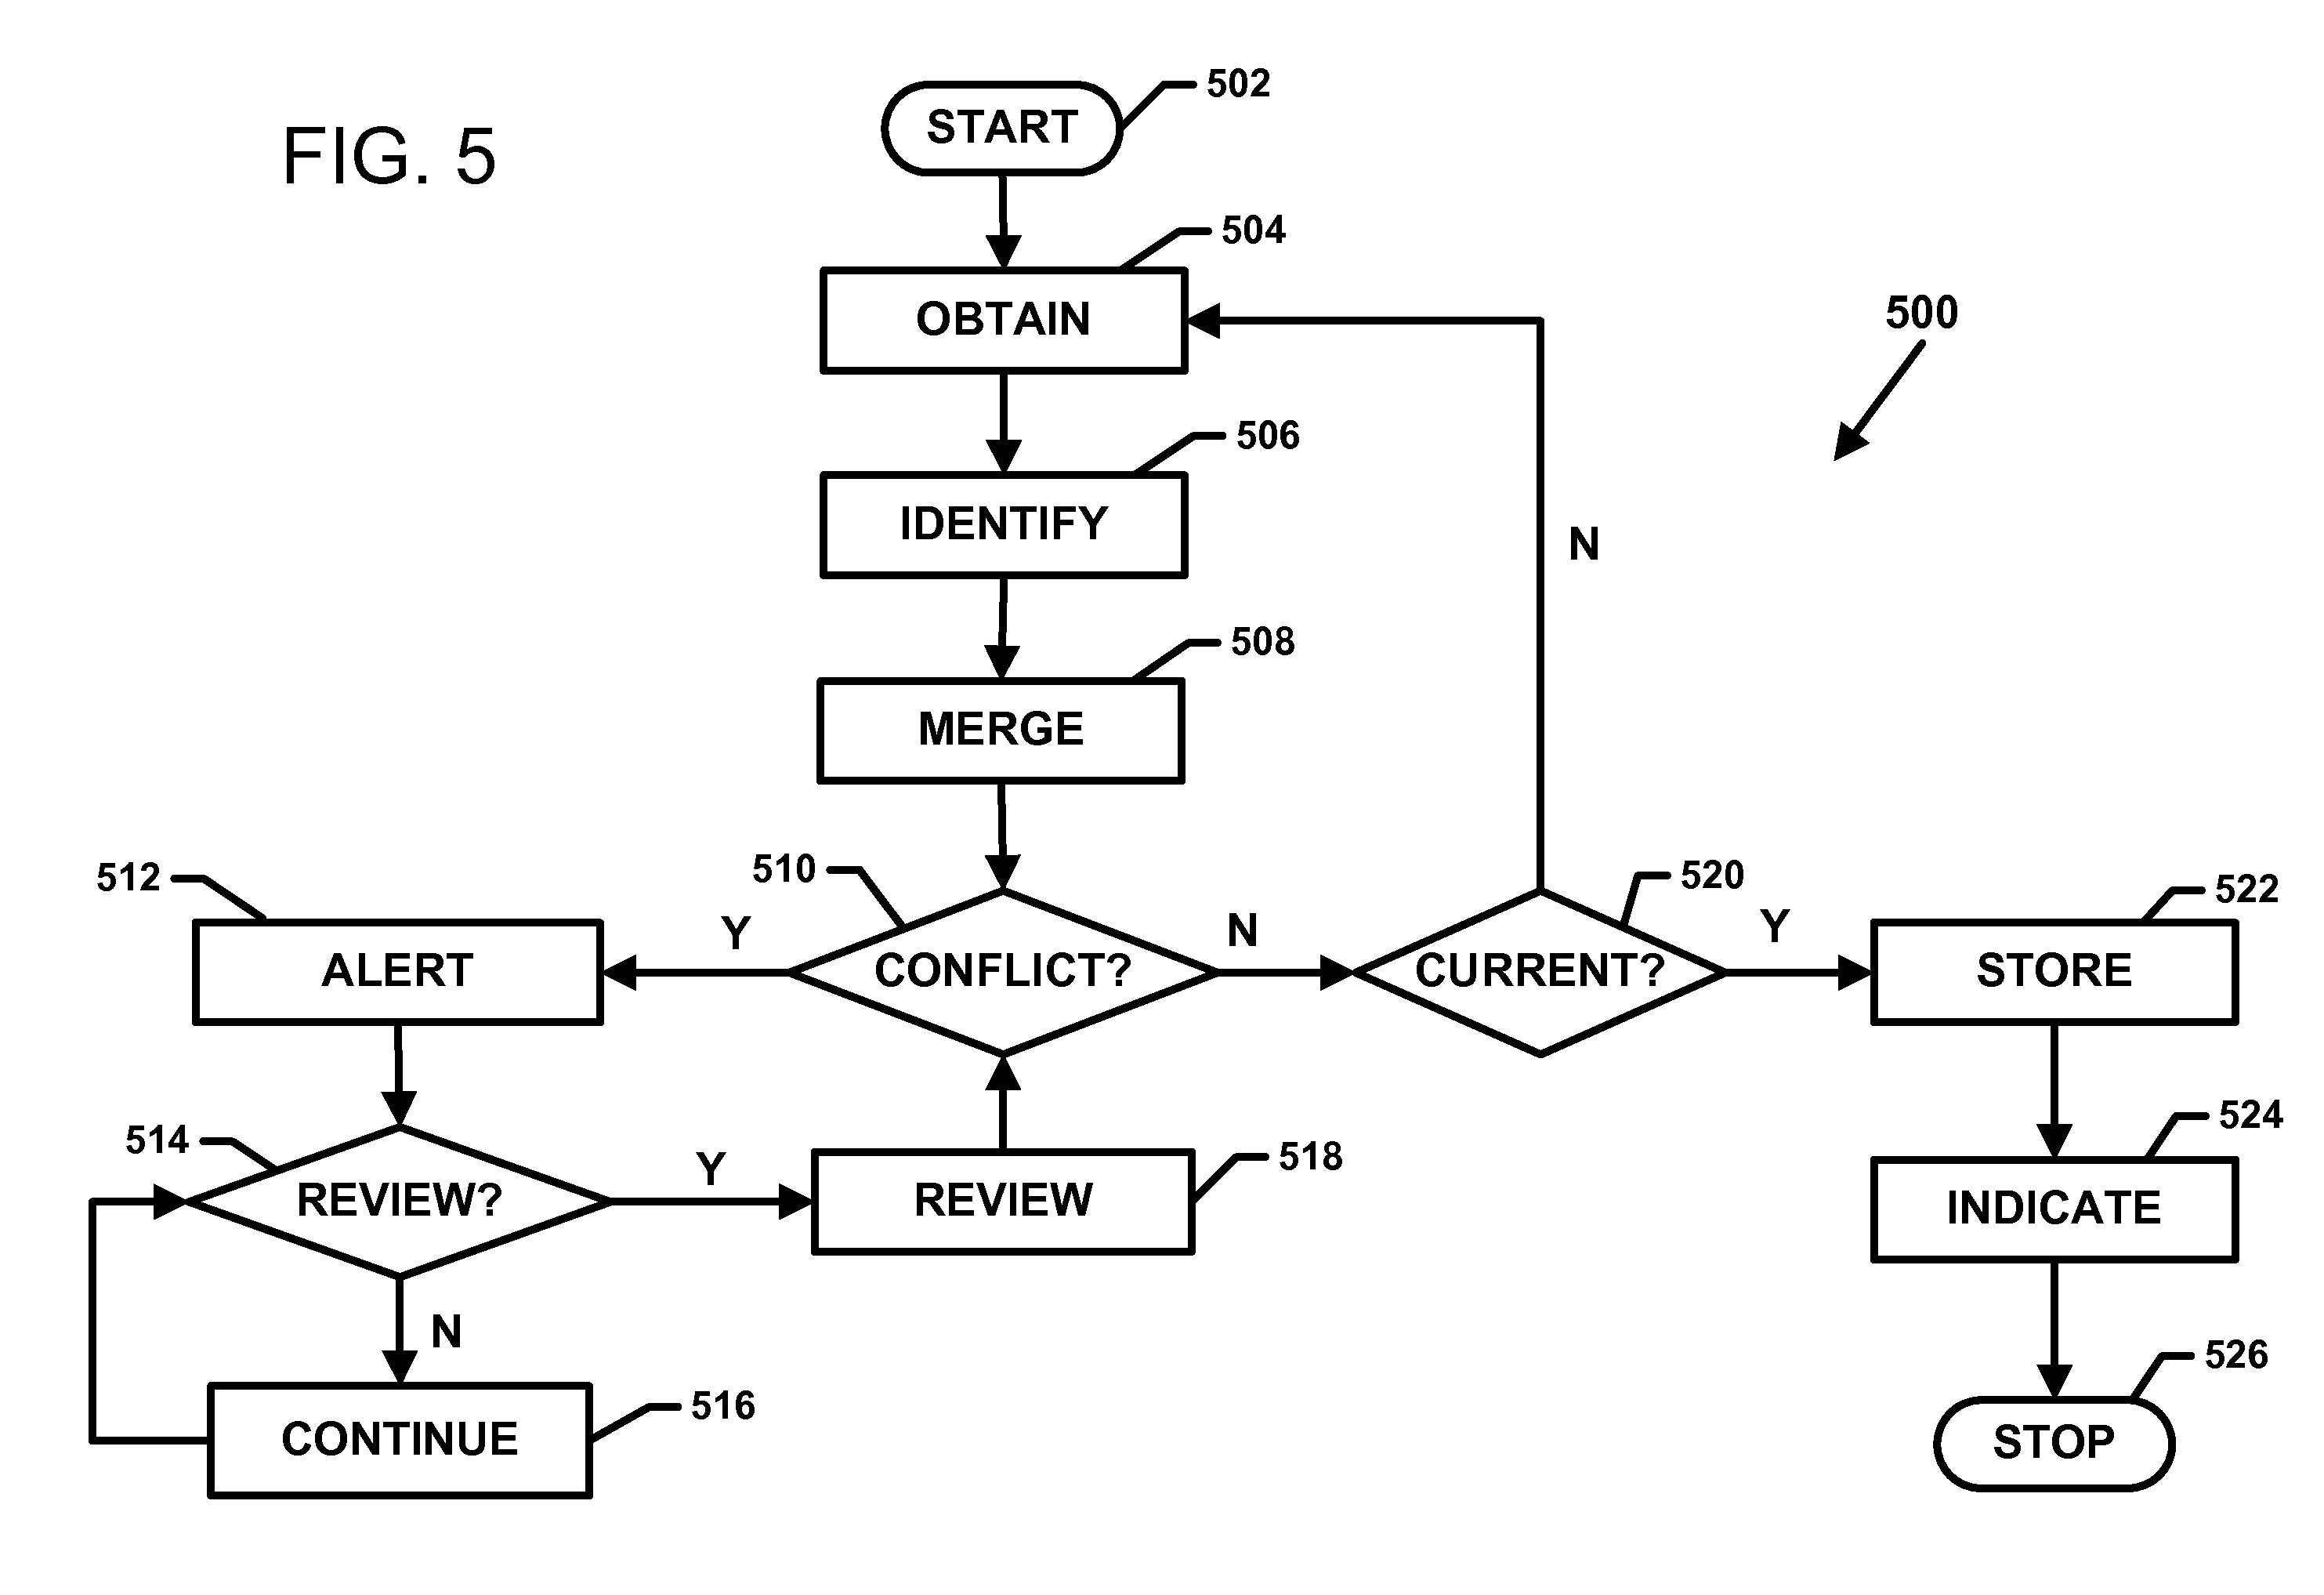 FIG. 5
START
502
504
OBTAIN
500
506
IDENTIFY
N
508
MERGE
512
510
520
522
Y
N
Y
ALERT
CONFLICT?
CURRENT?
STORE
514
524
Y
518
REVIEW?
REVIEW
INDICATE
N
526
516
CONTINUE
STOP